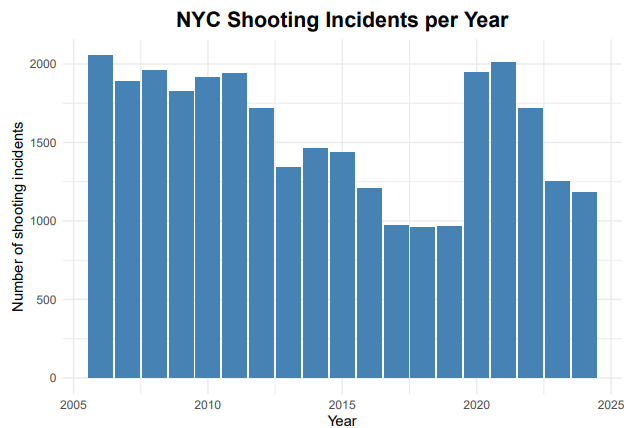 NYC Shooting Incidents per Year
Number of shooting incidents
2000
1500
1000
500
0
2005 2010 2015 2020 2025
Year